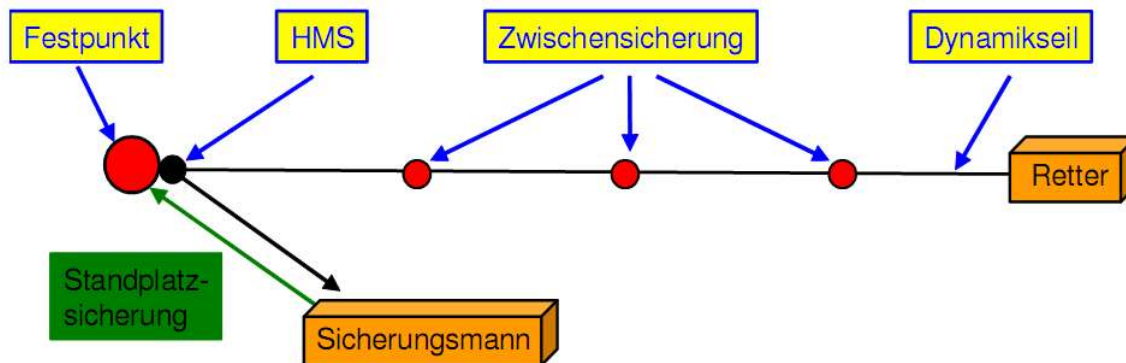 Festpunkt
HMS
Zwischensicherung
Dynamikseil
Retter
Standplatz-
sicherung
Sicherungsmann